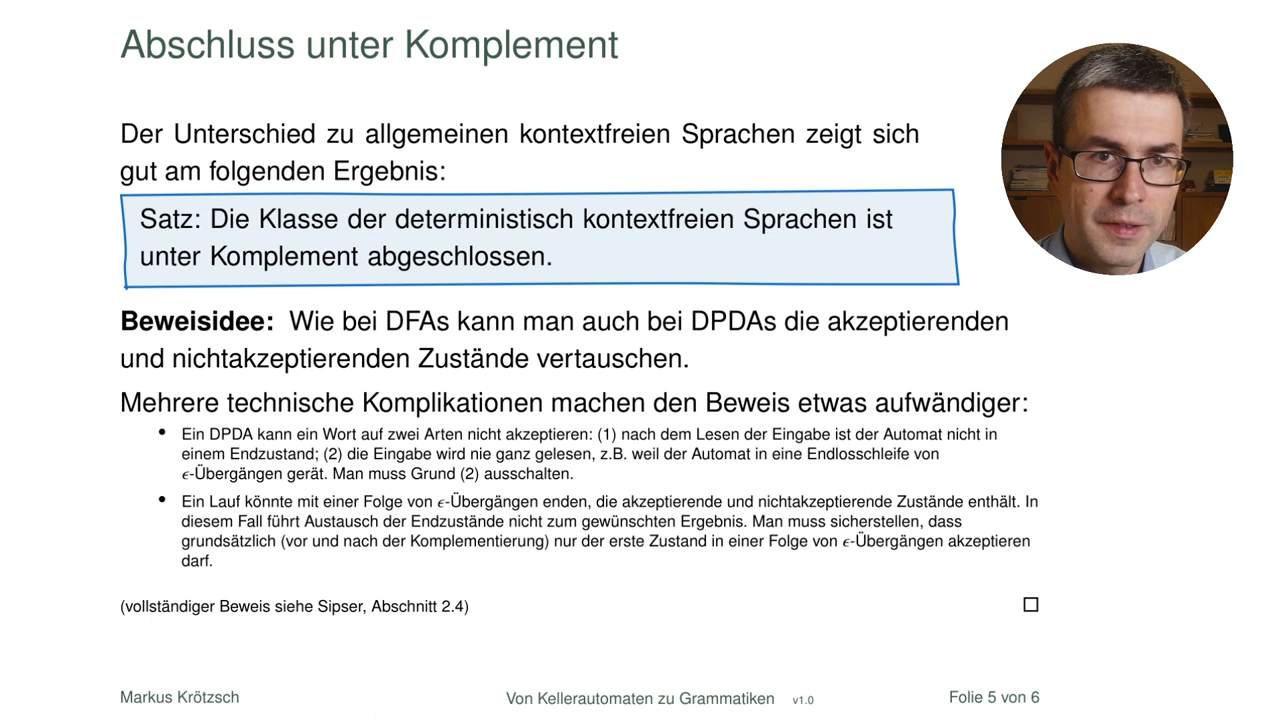 Abschluss unter Komplement
Der Unterschied zu allgemeinen kontextfreien Sprachen zeigt sich
gut am folgenden Ergebnis:
Satz: Die Klasse der deterministisch kontextfreien Sprachen ist
unter Komplement abgeschlossen.
Beweisidee: Wie bei DFAs kann man auch bei DPDAs die akzeptierenden
und nichtakzeptierenden Zustände vertauschen.
Mehrere technische Komplikationen machen den Beweis etwas aufwändiger:
• Ein DPDA kann ein Wort auf zwei Arten nicht akzeptieren: (1) nach dem Lesen der Eingabe ist der Automat nicht in
einem Endzustand; (2) die Eingabe wird nie ganz gelesen, z.B. weil der Automat in eine Endlosschleife von
ϵ-Übergängen gerät. Man muss Grund (2) ausschalten.
• Ein Lauf könnte mit einer Folge von ϵ-Übergängen enden, die akzeptierende und nichtakzeptierende Zustände enthält. In
diesem Fall führt Austausch der Endzustände nicht zum gewünschten Ergebnis. Man muss sicherstellen, dass
grundsätzlich (vor und nach der Komplementierung) nur der erste Zustand in einer Folge von ϵ-Übergängen akzeptieren
darf.
(vollständiger Beweis siehe Sipser, Abschnitt 2.4) □
Markus Krötzsch Von Kellerautomaten zu Grammatiken v1.0 Folie 5 von 6